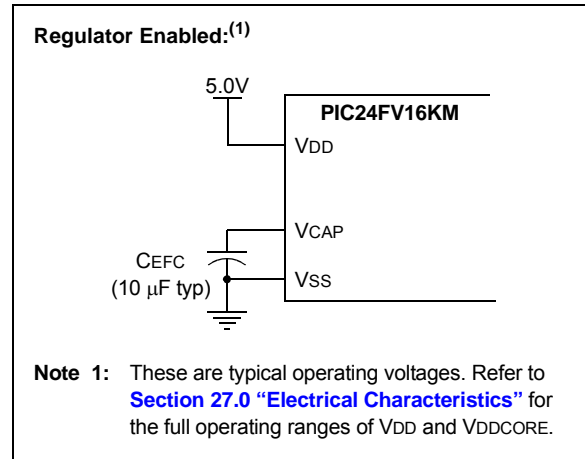 Regulator Enabled:(1)
5.0V
PIC24FV16KM
VDD
VCAP
CEFC
(10 μF typ)
VSS
Note 1: These are typical operating voltages. Refer to
Section 27.0 “Electrical Characteristics” for
the full operating ranges of VDD and VDDCORE.